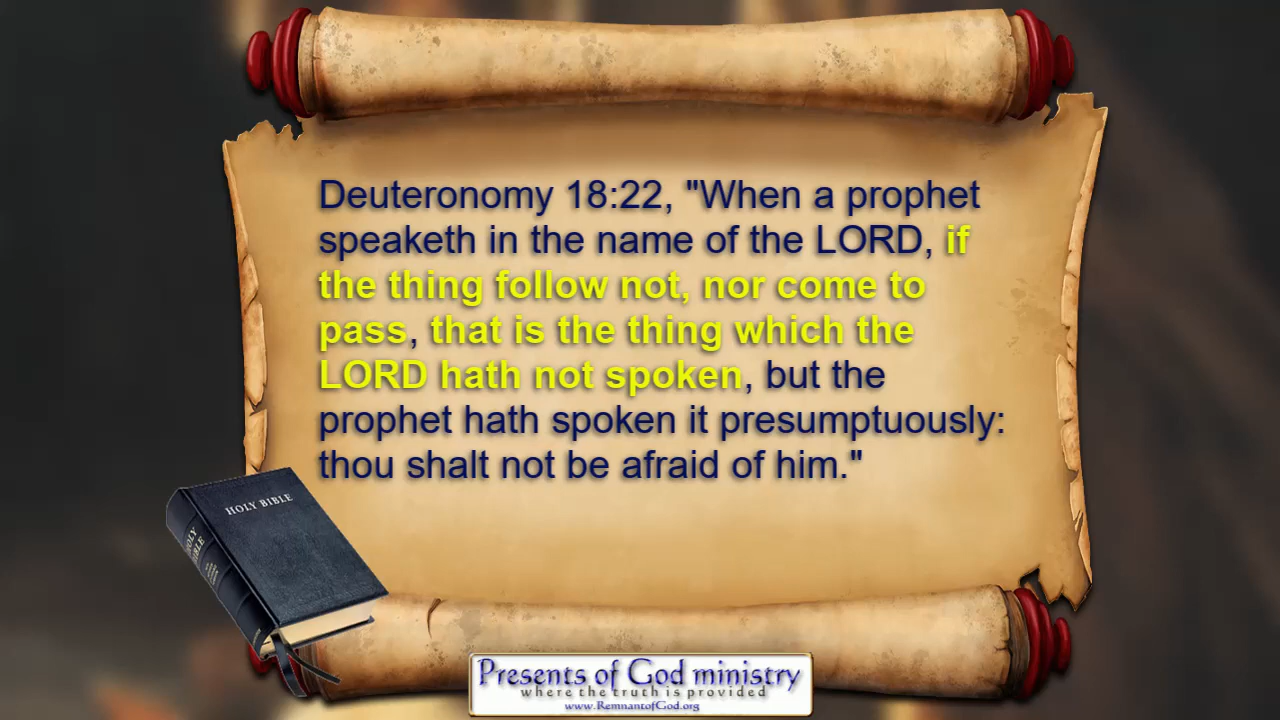 Deuteronomy 18:22, "When a prophet
speaketh in the name of the LORD, if
the thing follow not, nor come to
pass, that is the thing which the
LORD hath not spoken, but the
prophet hath spoken it presumptuously:
thou shalt not be afraid of him."
HOLY BIBLE
HOLY
BIBLE
Presents of God ministry
where the truth is provided
www.RemnantofGod.org